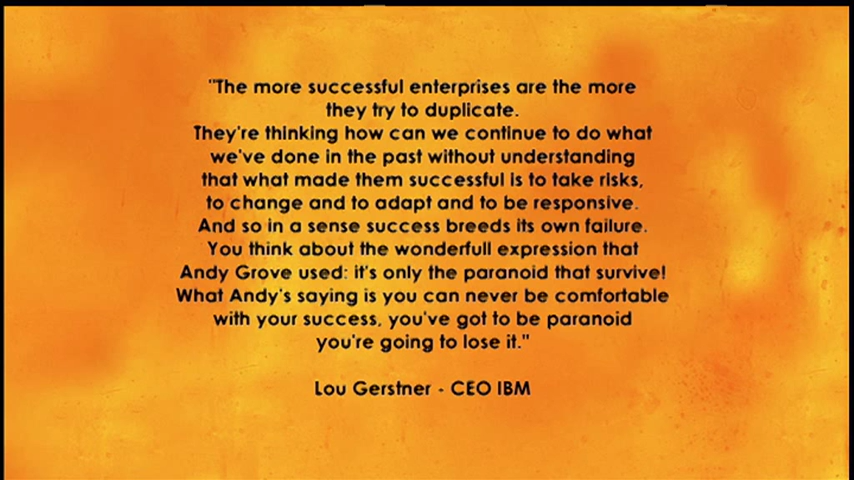 "The more successful enterprises are the more
they try to duplicate.
They're thinking how can we continue to do what
we've done in the past without understanding
that what made them successful is to take risks,
to change and to adapt and to be responsive.
And so in a sense success breeds its own failure.
You think about the wonderfull expression that
Andy Grove used: it's only the paranoid that survive!
What Andy's saying is you can never be comfortable
with your success, you've got to be paranoid
you're going to lose it."
Lou Gerstner - CEO IBM